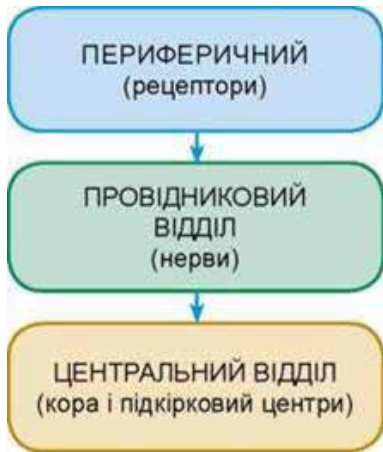 ПЕРИФЕРИЧНИЙ
(рецептори)
ПРОВІДНИКОВИЙ
ВІДДІЛ
(нерви)
ЦЕНТРАЛЬНИЙ ВІДДІЛ
(кора і підкірковий центри)